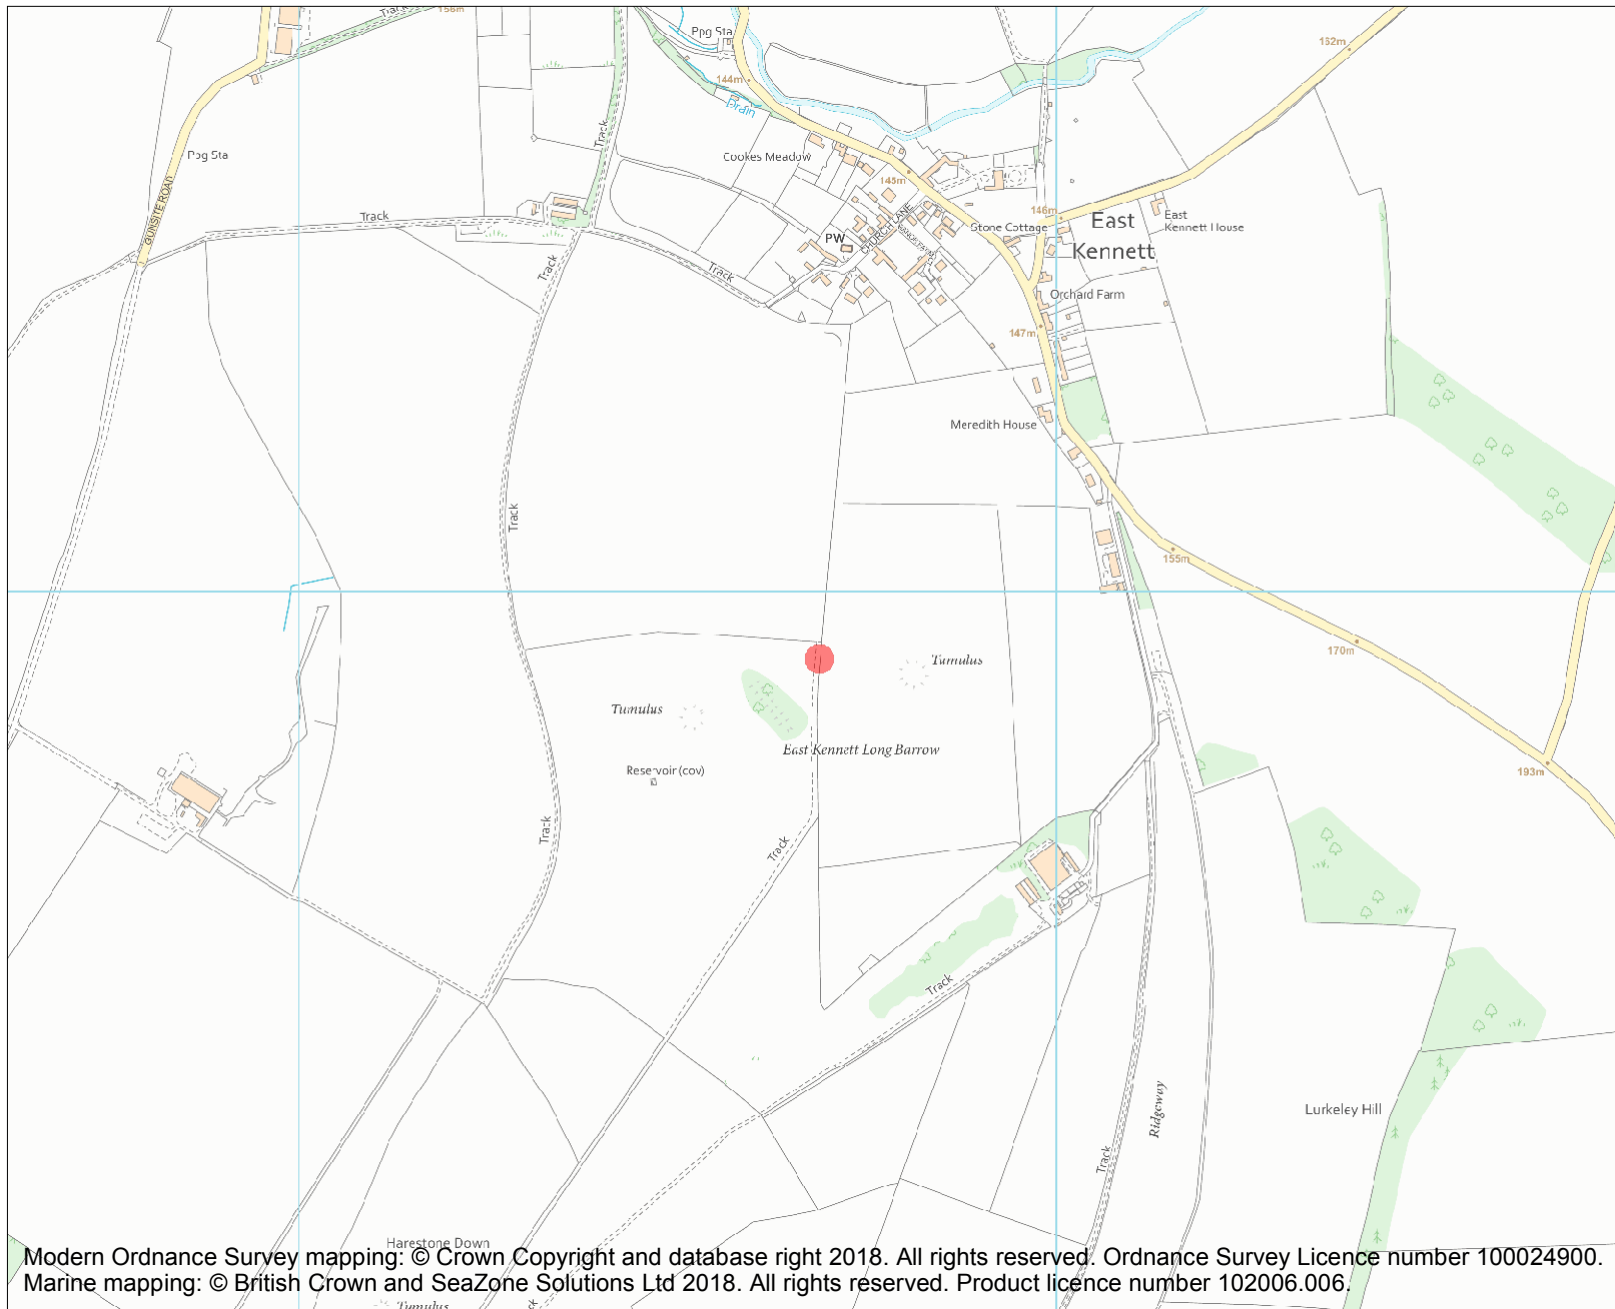 Track
156m
Ppg Sta
162m
144m
Drain
Track
Ppg Sta
Cookes Meadow
GUNSITE ROAD
145m
Track
146m
East
Kennett
East
Kennett House
Stone Cottage
PW
CHURCH LANE
Track
Track
Orchard Farm
147m
Meredith House
Track
155m
170m
Tumulus
Tumulus
East Kennett Long Barrow
Reservoir (cov)
193m
Track
Track
Track
Ridgeway
Lurkeley Hill
Track
Harestone Down
Modern Ordnance Survey mapping: © Crown Copyright and database right 2018. All rights reserved. Ordnance Survey Licence number 100024900.
Marine mapping: © British Crown and SeaZone Solutions Ltd 2018. All rights reserved. Product licence number 102006.006.
Tumulus